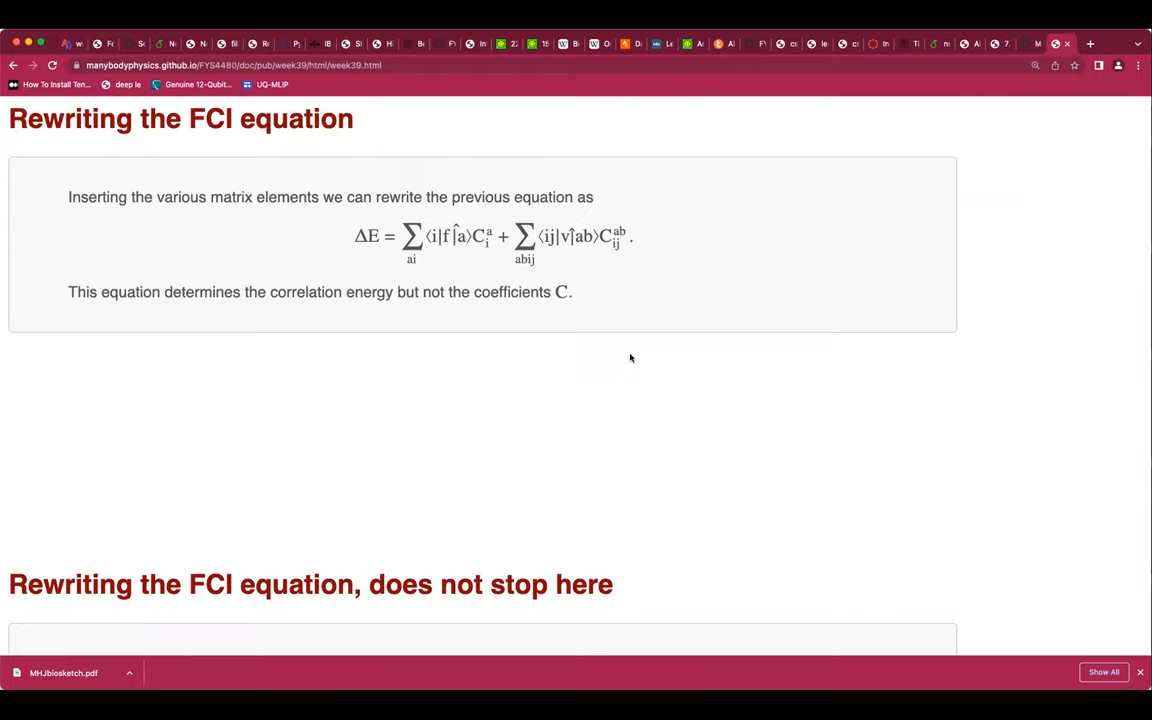 manybodyphysics.github.io/FYS4480/doc/pub/week39/html/week39.html
How To Install Ten... deep le Genuine 12-Qubit... UQ-MLIP
Rewriting the FCI equation
Inserting the various matrix elements we can rewrite the previous equation as
ΔE = ∑_{ai} ⟨i|f̂|a⟩C_i^a + ∑_{abij} ⟨ij|v̂|ab⟩C_{ij}^{ab} .
This equation determines the correlation energy but not the coefficients C.
Rewriting the FCI equation, does not stop here
MHJbiosketch.pdf
Show All